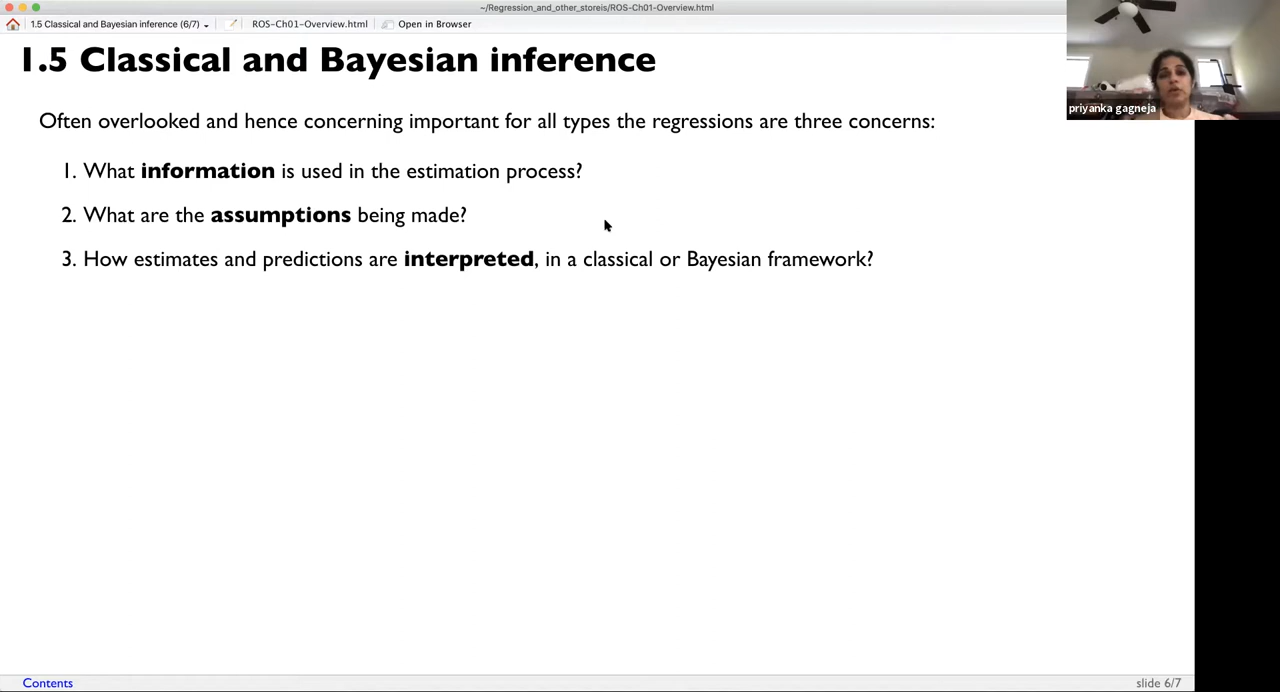 ~/Regression_and_other_storeis/ROS-Ch01-Overview.html
1.5 Classical and Bayesian inference (6/7)
ROS-Ch01-Overview.html
Open in Browser
1.5 Classical and Bayesian inference
priyanka gagneja
Often overlooked and hence concerning important for all types the regressions are three concerns:
1. What information is used in the estimation process?
2. What are the assumptions being made?
3. How estimates and predictions are interpreted, in a classical or Bayesian framework?
Contents
slide 6/7